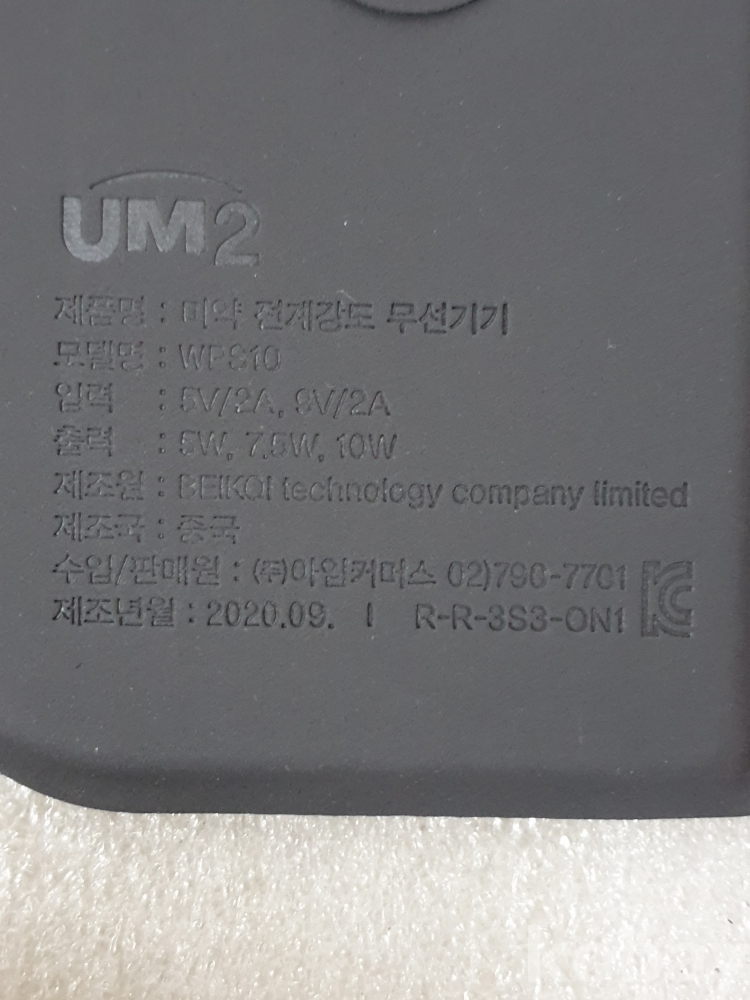 UM2
제품명 : 미약 전계강도 무선기기
모델명 : WPS10
입력 : 5V/2A, 9V/2A
출력 : 5W, 7.5W, 10W
제조원 : BEIKQI technology company limited
제조국 : 중국
수입/판매원 : (주)아임커머스 02)796-7701
제조년월 : 2020.09. I R-R-3S3-ON1